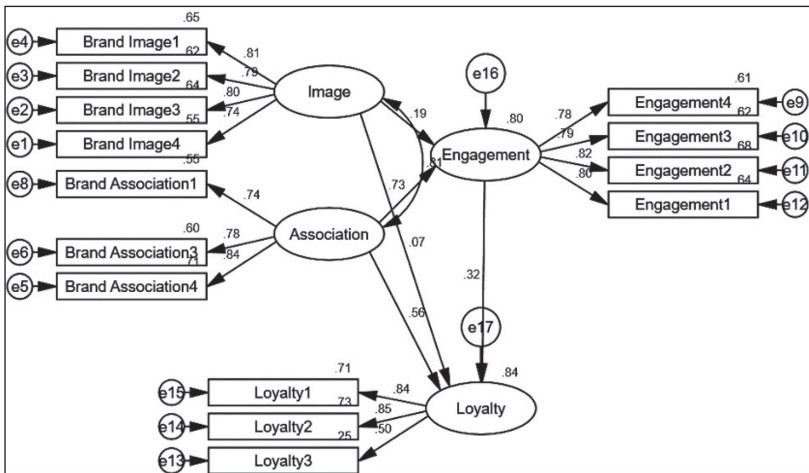 .65
e4 Brand Image1
.62
.81
e3 Brand Image2
.64
.79
e2 Brand Image3
.55
.80
e1 Brand Image4
.55
.74
e8 Brand Association1
.74
.60
e6 Brand Association3
.71
.78
e5 Brand Association4
.84
Image
Association
.81
.19
.73
.07
.56
e16
.80
Engagement
.61
.78
Engagement4 e9
.62
.79
Engagement3 e10
.68
.82
Engagement2 e11
.64
.80
Engagement1 e12
.32
e17
.84
Loyalty
.71
e15 Loyalty1
.84
.73
e14 Loyalty2
.85
.25
e13 Loyalty3
.50